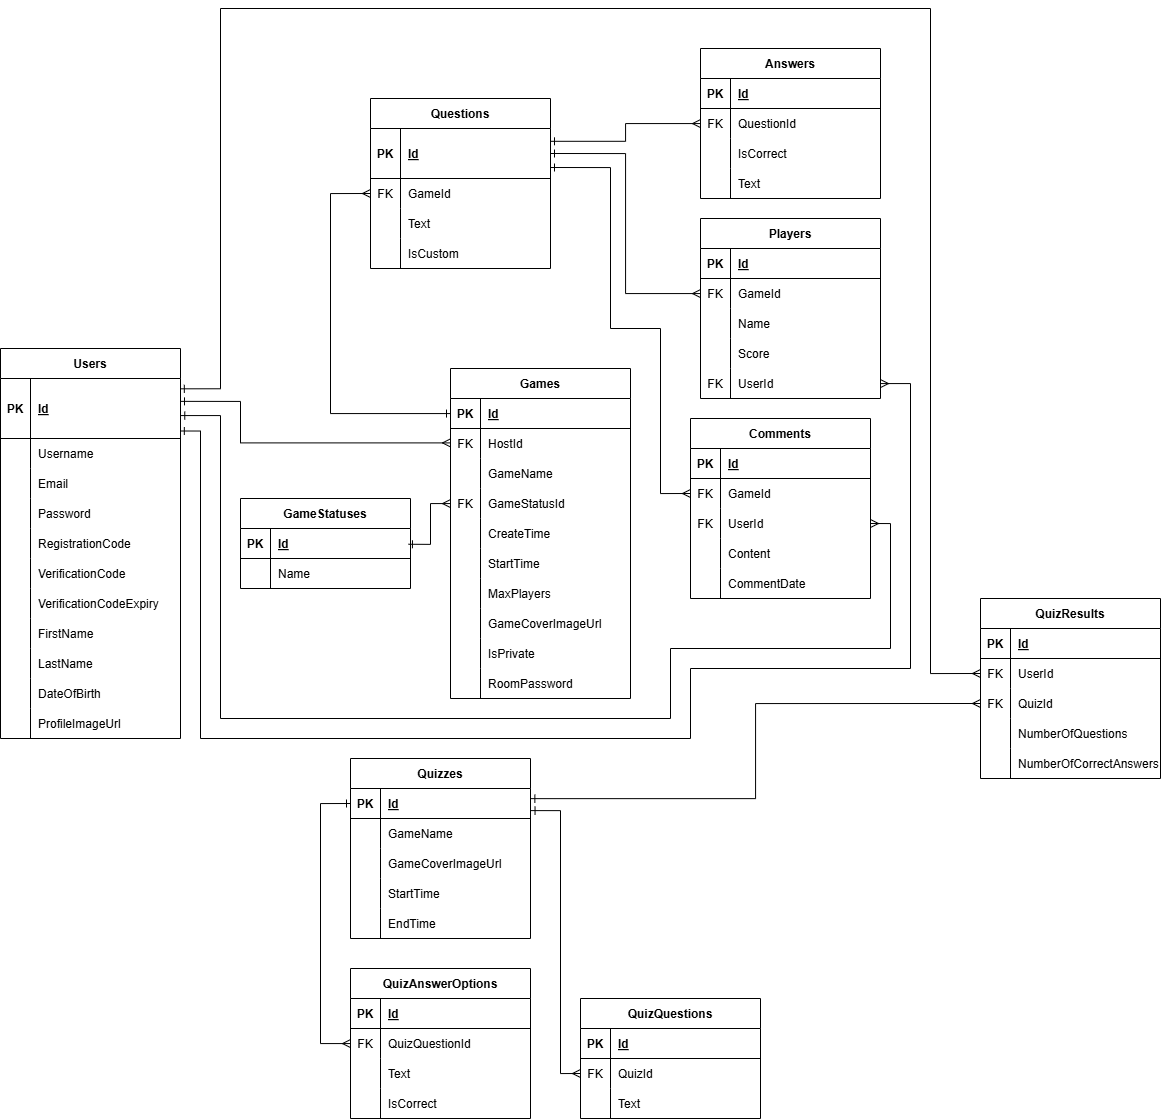 Answers
PK Id
FK QuestionId
IsCorrect
Text
Questions
PK Id
FK GameId
Text
IsCustom
Players
PK Id
FK GameId
Name
Score
FK UserId
Users
PK Id
Username
Email
Password
RegistrationCode
VerificationCode
VerificationCodeExpiry
FirstName
LastName
DateOfBirth
ProfileImageUrl
Games
PK Id
FK HostId
GameName
FK GameStatusId
CreateTime
StartTime
MaxPlayers
GameCoverImageUrl
IsPrivate
RoomPassword
GameStatuses
PK Id
Name
Comments
PK Id
FK GameId
FK UserId
Content
CommentDate
QuizResults
PK Id
FK UserId
FK QuizId
NumberOfQuestions
NumberOfCorrectAnswers
Quizzes
PK Id
GameName
GameCoverImageUrl
StartTime
EndTime
QuizAnswerOptions
PK Id
FK QuizQuestionId
Text
IsCorrect
QuizQuestions
PK Id
FK QuizId
Text